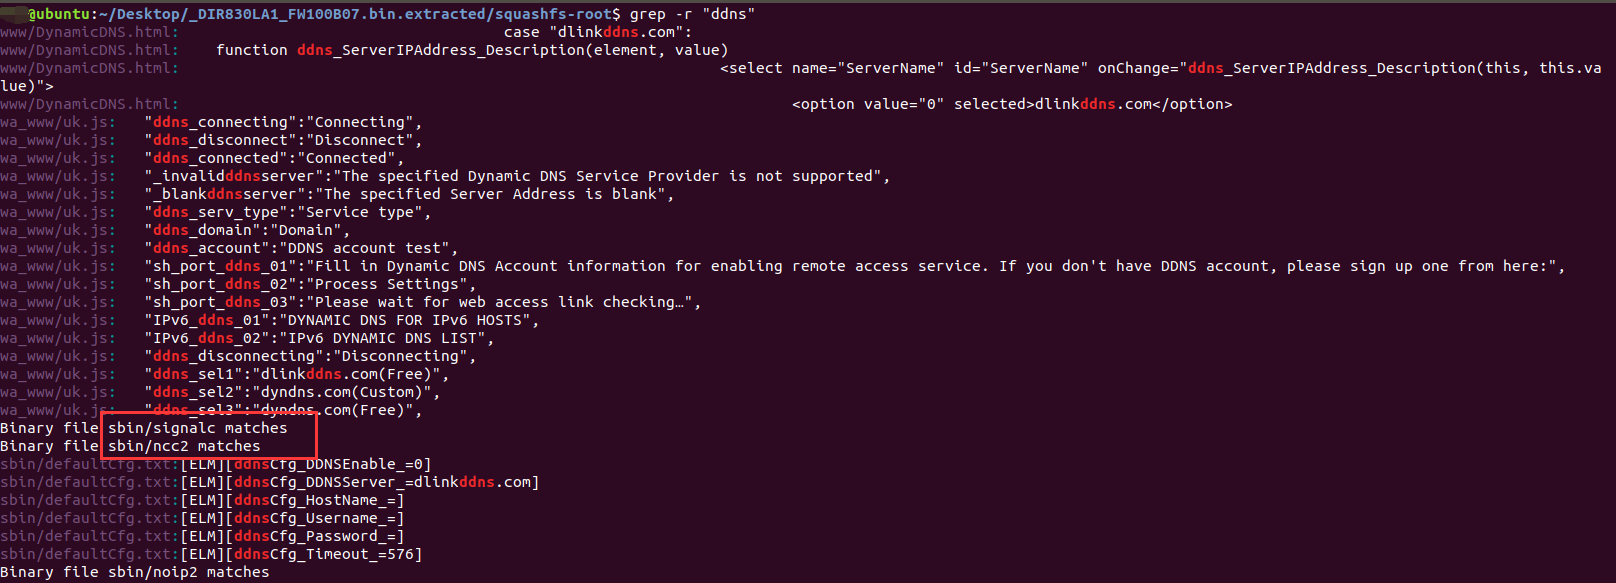 @ubuntu:~/Desktop/_DIR830LA1_FW100B07.bin.extracted/squashfs-root$ grep -r "ddns"
www/DynamicDNS.html: case "dlinkddns.com":
www/DynamicDNS.html: function ddns_ServerIPAddress_Description(element, value)
www/DynamicDNS.html: <select name="ServerName" id="ServerName" onChange="ddns_ServerIPAddress_Description(this, this.va
lue)">
www/DynamicDNS.html: <option value="0" selected>dlinkddns.com</option>
wa_www/uk.js: "ddns_connecting":"Connecting",
wa_www/uk.js: "ddns_disconnect":"Disconnect",
wa_www/uk.js: "ddns_connected":"Connected",
wa_www/uk.js: "_invalidddnsserver":"The specified Dynamic DNS Service Provider is not supported",
wa_www/uk.js: "_blankddnsserver":"The specified Server Address is blank",
wa_www/uk.js: "ddns_serv_type":"Service type",
wa_www/uk.js: "ddns_domain":"Domain",
wa_www/uk.js: "ddns_account":"DDNS account test",
wa_www/uk.js: "sh_port_ddns_01":"Fill in Dynamic DNS Account information for enabling remote access service. If you don't have DDNS account, please sign up one from here:",
wa_www/uk.js: "sh_port_ddns_02":"Process Settings",
wa_www/uk.js: "sh_port_ddns_03":"Please wait for web access link checking…",
wa_www/uk.js: "IPv6_ddns_01":"DYNAMIC DNS FOR IPv6 HOSTS",
wa_www/uk.js: "IPv6_ddns_02":"IPv6 DYNAMIC DNS LIST",
wa_www/uk.js: "ddns_disconnecting":"Disconnecting",
wa_www/uk.js: "ddns_sel1":"dlinkddns.com(Free)",
wa_www/uk.js: "ddns_sel2":"dyndns.com(Custom)",
wa_www/uk.js: "ddns_sel3":"dyndns.com(Free)",
Binary file sbin/signalc matches
Binary file sbin/ncc2 matches
sbin/defaultCfg.txt:[ELM][ddnsCfg_DDNSEnable_=0]
sbin/defaultCfg.txt:[ELM][ddnsCfg_DDNSServer_=dlinkddns.com]
sbin/defaultCfg.txt:[ELM][ddnsCfg_HostName_=]
sbin/defaultCfg.txt:[ELM][ddnsCfg_Username_=]
sbin/defaultCfg.txt:[ELM][ddnsCfg_Password_=]
sbin/defaultCfg.txt:[ELM][ddnsCfg_Timeout_=576]
Binary file sbin/noip2 matches